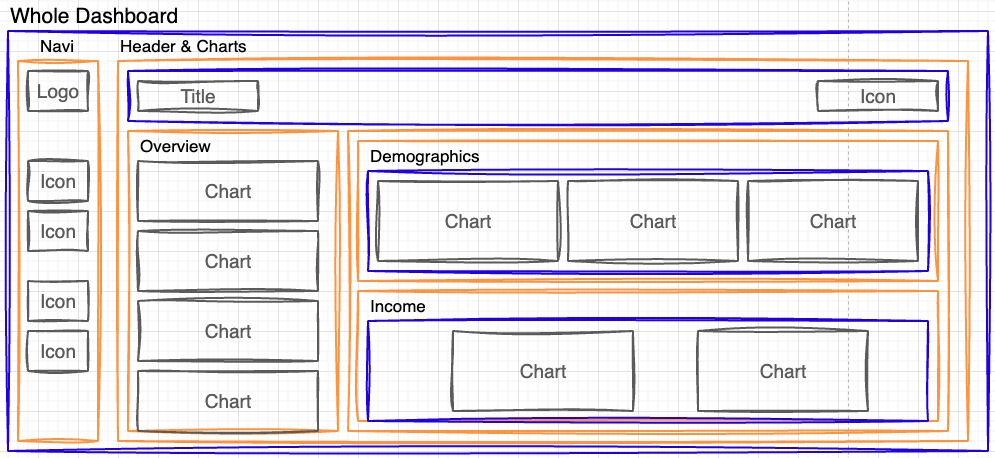 Whole Dashboard
Navi
Logo
Icon
Icon
Icon
Icon
Header & Charts
Title
Icon
Overview
Chart
Chart
Chart
Chart
Demographics
Chart
Chart
Chart
Income
Chart
Chart